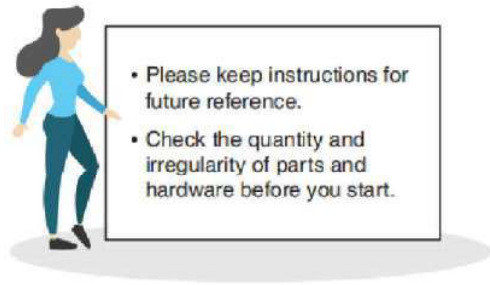 • Please keep instructions for
future reference.
• Check the quantity and
irregularity of parts and
hardware before you start.